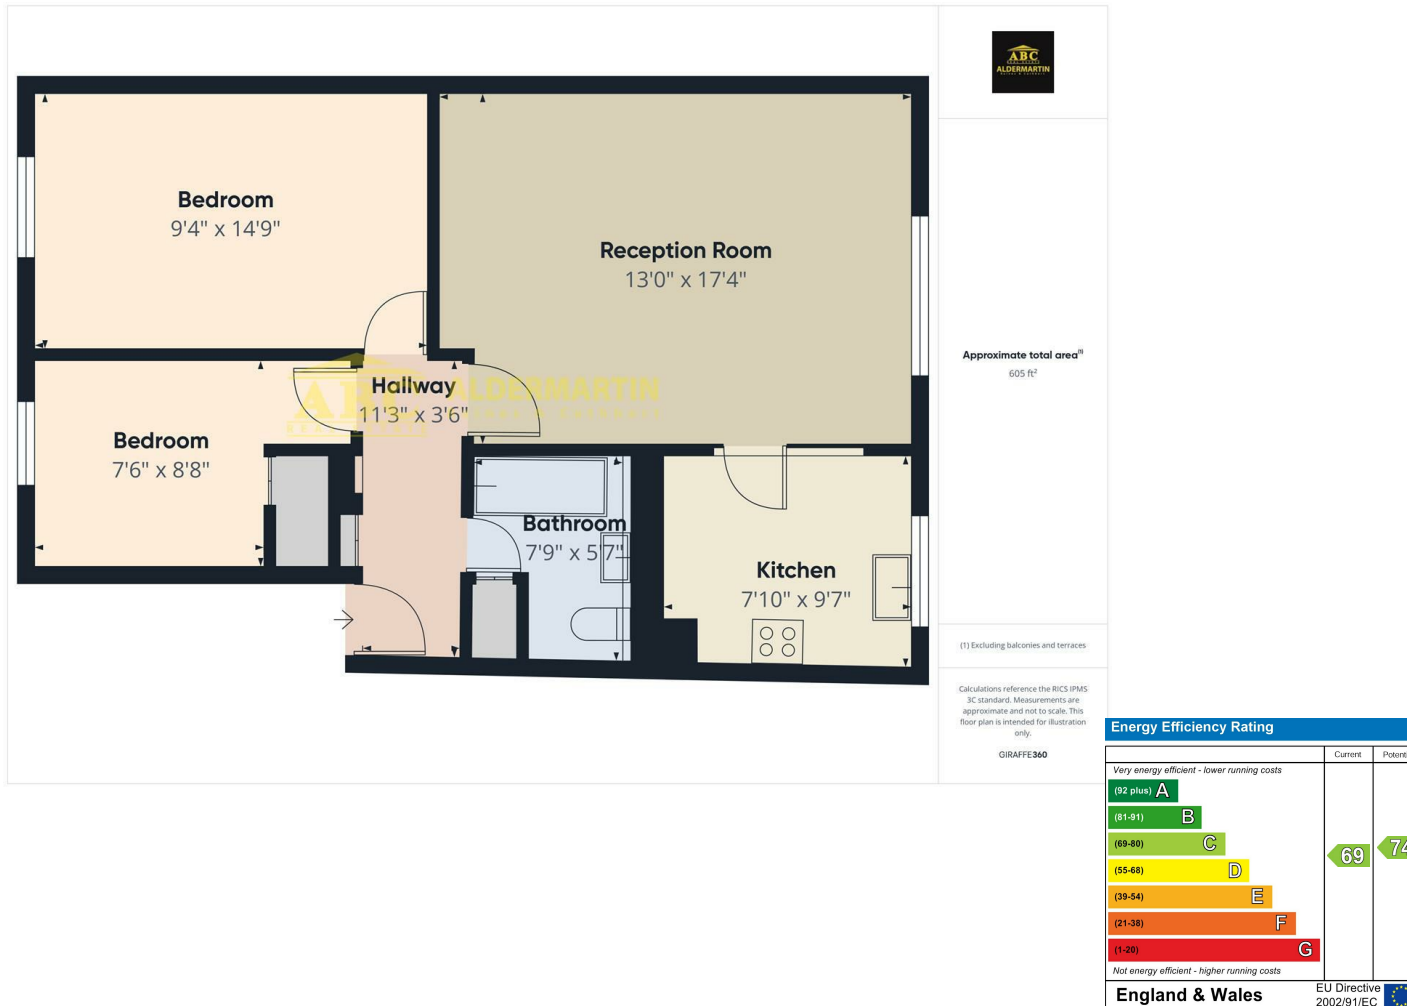 Bedroom
9'4" x 14'9"
Reception Room
13'0" x 17'4"
Hallway
11'3" x 3'6"
Bedroom
7'6" x 8'8"
Bathroom
7'9" x 5'7"
Kitchen
7'10" x 9'7"
ABC
ALDERMARTIN
ABC
ALDERMARTIN
Approximate total area(1)
605 ft²
(1) Excluding balconies and terraces
Calculations reference the RICS IPMS
3C standard. Measurements are
approximate and not to scale. This
floor plan is intended for illustration
only.
GIRAFFE360
Energy Efficiency Rating
Current Potent
Very energy efficient - lower running costs
(92 plus) A
(81-91) B
(69-80) C
(55-68) D
(39-54) E
(21-38) F
(1-20) G
69
74
Not energy efficient - higher running costs
England & Wales
EU Directive
2002/91/EC